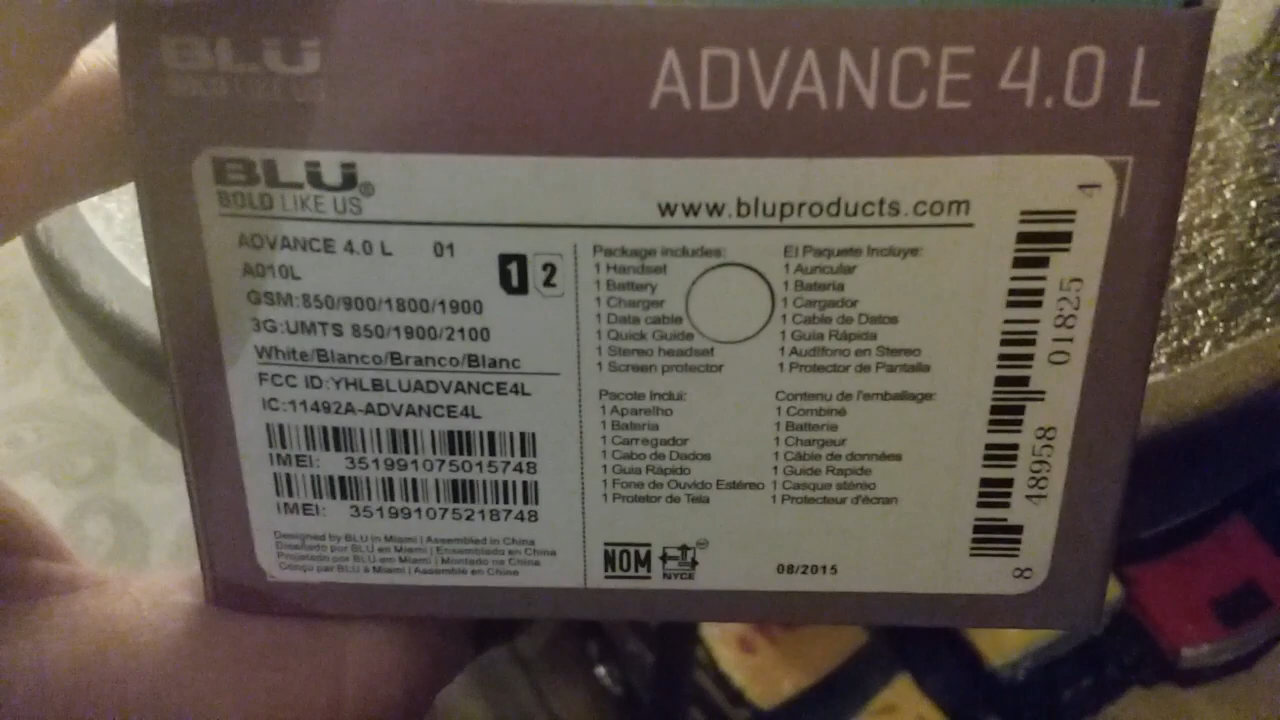 BLU
BOLD LIKE US
ADVANCE 4.0 L
BLU®
BOLD LIKE US
www.bluproducts.com
ADVANCE 4.0 L 01
A010L
1 2
GSM:850/900/1800/1900
3G:UMTS 850/1900/2100
White/Blanco/Branco/Blanc
FCC ID:YHLBLUADVANCE4L
IC:11492A-ADVANCE4L
IMEI: 351991075015748
IMEI: 351991075218748
Designed by BLU in Miami | Assembled in China
Diseñado por BLU en Miami | Ensamblado en China
Projetado por BLU em Miami | Montado na China
Conçu par BLU à Miami | Assemblé en Chine
Package includes:
1 Handset
1 Battery
1 Charger
1 Data cable
1 Quick Guide
1 Stereo headset
1 Screen protector
El Paquete Incluye:
1 Auricular
1 Bateria
1 Cargador
1 Cable de Datos
1 Guia Rápida
1 Audífono en Stereo
1 Protector de Pantalla
Pacote Inclui:
1 Aparelho
1 Bateria
1 Carregador
1 Cabo de Dados
1 Guia Rápido
1 Fone de Ouvido Estéreo
1 Protetor de Tela
Contenu de l'emballage:
1 Combiné
1 Batterie
1 Chargeur
1 Câble de données
1 Guide Rapide
1 Casque stéréo
1 Protecteur d'écran
NOM
NYCE
08/2015
8 48958 01825 4